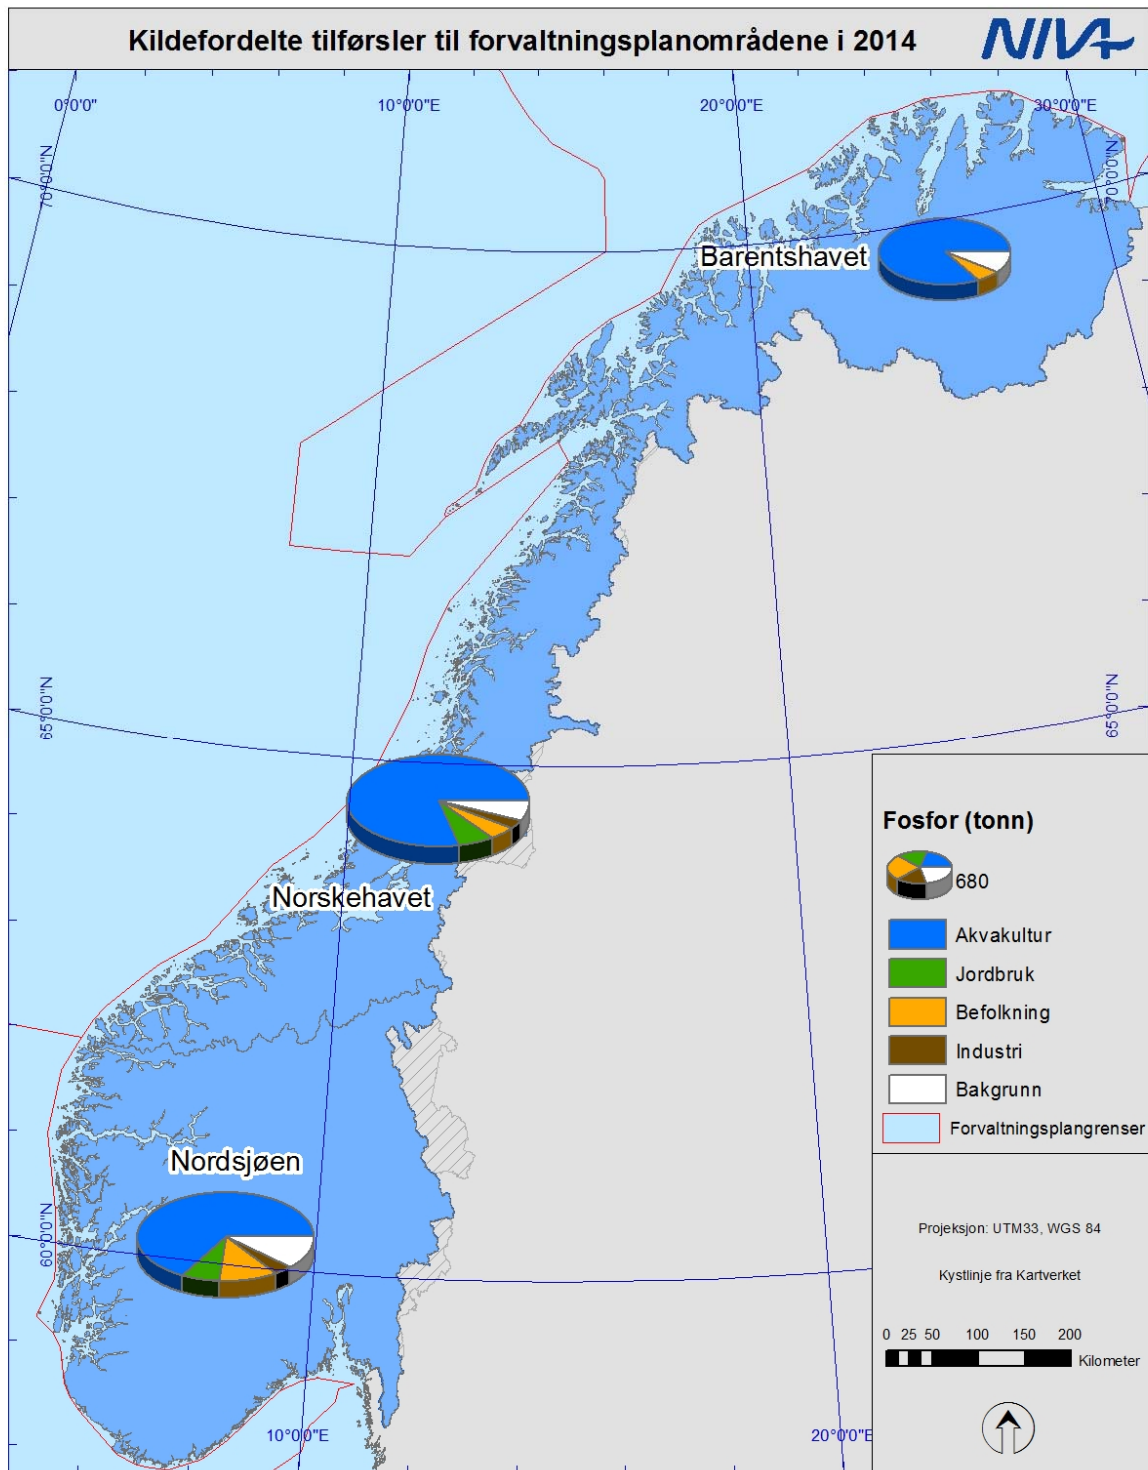 Kildefordelte tilførsler til forvaltningsplanområdene i 2014
NIVA
0°0'0"
10°0'0"E
20°0'0"E
30°0'0"E
70°0'0"N
70°0'0"N
Barentshavet
65°0'0"N
65°0'0"N
Norskehavet
Nordsjøen
60°0'0"N
10°0'0"E
20°0'0"E
Fosfor (tonn)
680
Akvakultur
Jordbruk
Befolkning
Industri
Bakgrunn
Forvaltningsplangrenser
Projeksjon: UTM33, WGS 84
Kystlinje fra Kartverket
0 25 50 100 150 200
Kilometer